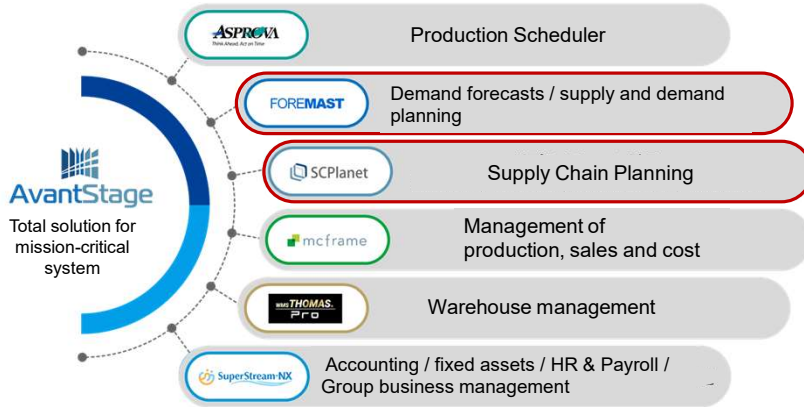 ASPROVA
Think Ahead, Act on Time
Production Scheduler
FOREMAST
Demand forecasts / supply and demand
planning
SCPlanet
Supply Chain Planning
AvantStage
Total solution for
mission-critical
system
mcframe
Management of
production, sales and cost
WMS THOMAS.
Pro
Warehouse management
SuperStream-NX
Accounting / fixed assets / HR & Payroll /
Group business management